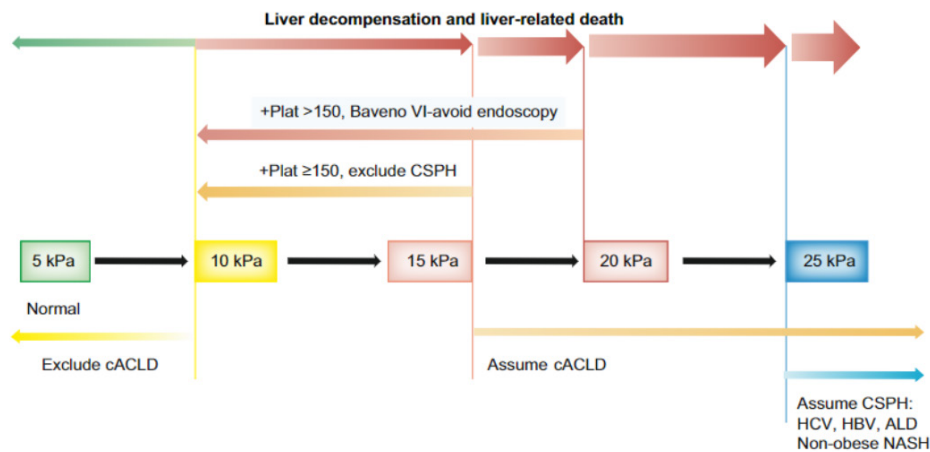 Liver decompensation and liver-related death
+Plat >150, Baveno VI-avoid endoscopy
+Plat ≥150, exclude CSPH
5 kPa
10 kPa
15 kPa
20 kPa
25 kPa
Normal
Exclude cACLD
Assume cACLD
Assume CSPH:
HCV, HBV, ALD
Non-obese NASH